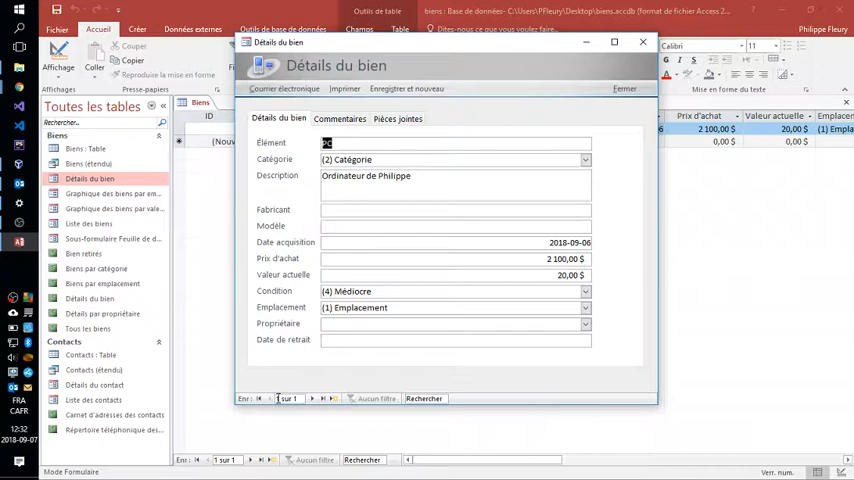 Outils de table
biens : Base de données- C:\Users\PFleury\Desktop\biens.accdb (format de fichier Access 2
Philippe Fleury
Fichier
Accueil
Créer
Données externes
Outils de base de données
Champs
Table
Dites-nous ce que vous voulez
Affichage
Coller
Couper
Copier
Reproduire la mise en forme
Calibri
11
Affichages
Presse-papiers
Mise en forme du texte
Toutes les tables
Rechercher...
Biens
Biens : Table
Biens (étendu)
Détails du bien
Graphique des biens par em...
Graphique des biens par vale...
Liste des biens
Sous-formulaire Feuille de d...
Bien retirés
Biens par catégorie
Biens par emplacement
Détails du bien
Détails par propriétaire
Tous les biens
Contacts
Contacts : Table
Contacts (étendu)
Détails du contact
Liste des contacts
Carnet d'adresses des contacts
Répertoire téléphonique des...
Biens
ID
(Nouv
Prix d'achat
Valeur actuelle
Emplacem
2 100,00 $
20,00 $
(1) Empla
0,00 $
0,00 $
Détails du bien
Détails du bien
Courrier électronique
Imprimer
Enregistrer et nouveau
Fermer
Détails du bien
Commentaires
Pièces jointes
Élément
PC
Catégorie
(2) Catégorie
Description
Ordinateur de Philippe
Fabricant
Modèle
Date acquisition
2018-09-06
Prix d'achat
2 100,00 $
Valeur actuelle
20,00 $
Condition
(4) Médiocre
Emplacement
(1) Emplacement
Propriétaire
Date de retrait
Enr :
1 sur 1
Aucun filtre
Rechercher
Enr :
1 sur 1
Aucun filtre
Rechercher
Mode Formulaire
Verr. num.
FRA
CAFR
12:32
2018-09-07